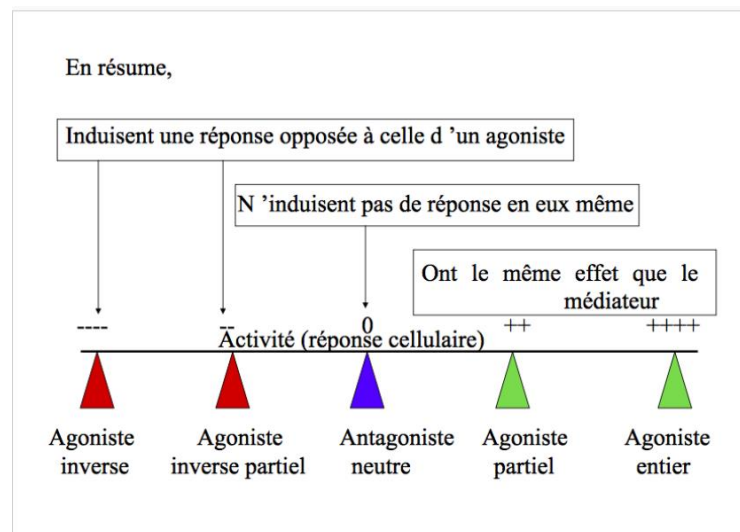 En résume,
Induisent une réponse opposée à celle d ’un agoniste
N ’induisent pas de réponse en eux même
Ont le même effet que le
médiateur
---- -- 0 ++ ++++
Activité (réponse cellulaire)
Agoniste Agoniste Antagoniste Agoniste Agoniste
inverse inverse partiel neutre partiel entier